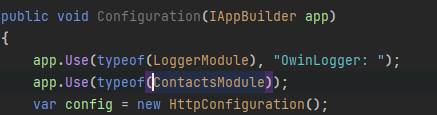 public void Configuration(IAppBuilder app)
{
app.Use(typeof(LoggerModule), "OwinLogger: ");
app.Use(typeof(ContactsModule));
var config = new HttpConfiguration();